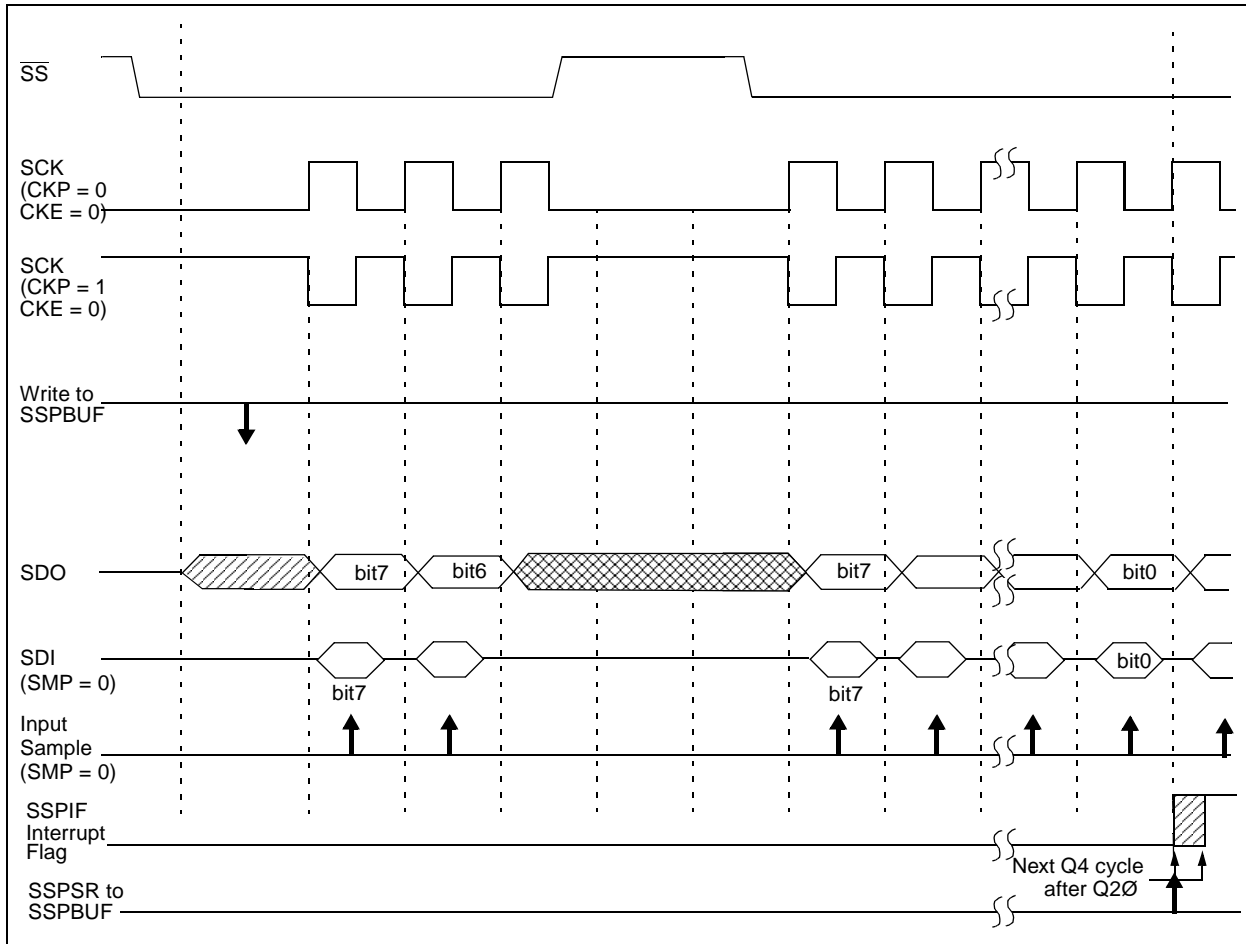 SS
SCK
(CKP = 0
CKE = 0)
SCK
(CKP = 1
CKE = 0)
Write to
SSPBUF
SDO
bit7
bit6
bit7
bit0
SDI
(SMP = 0)
bit7
bit7
bit0
Input
Sample
(SMP = 0)
SSPIF
Interrupt
Flag
Next Q4 cycle
after Q2Ø
SSPSR to
SSPBUF